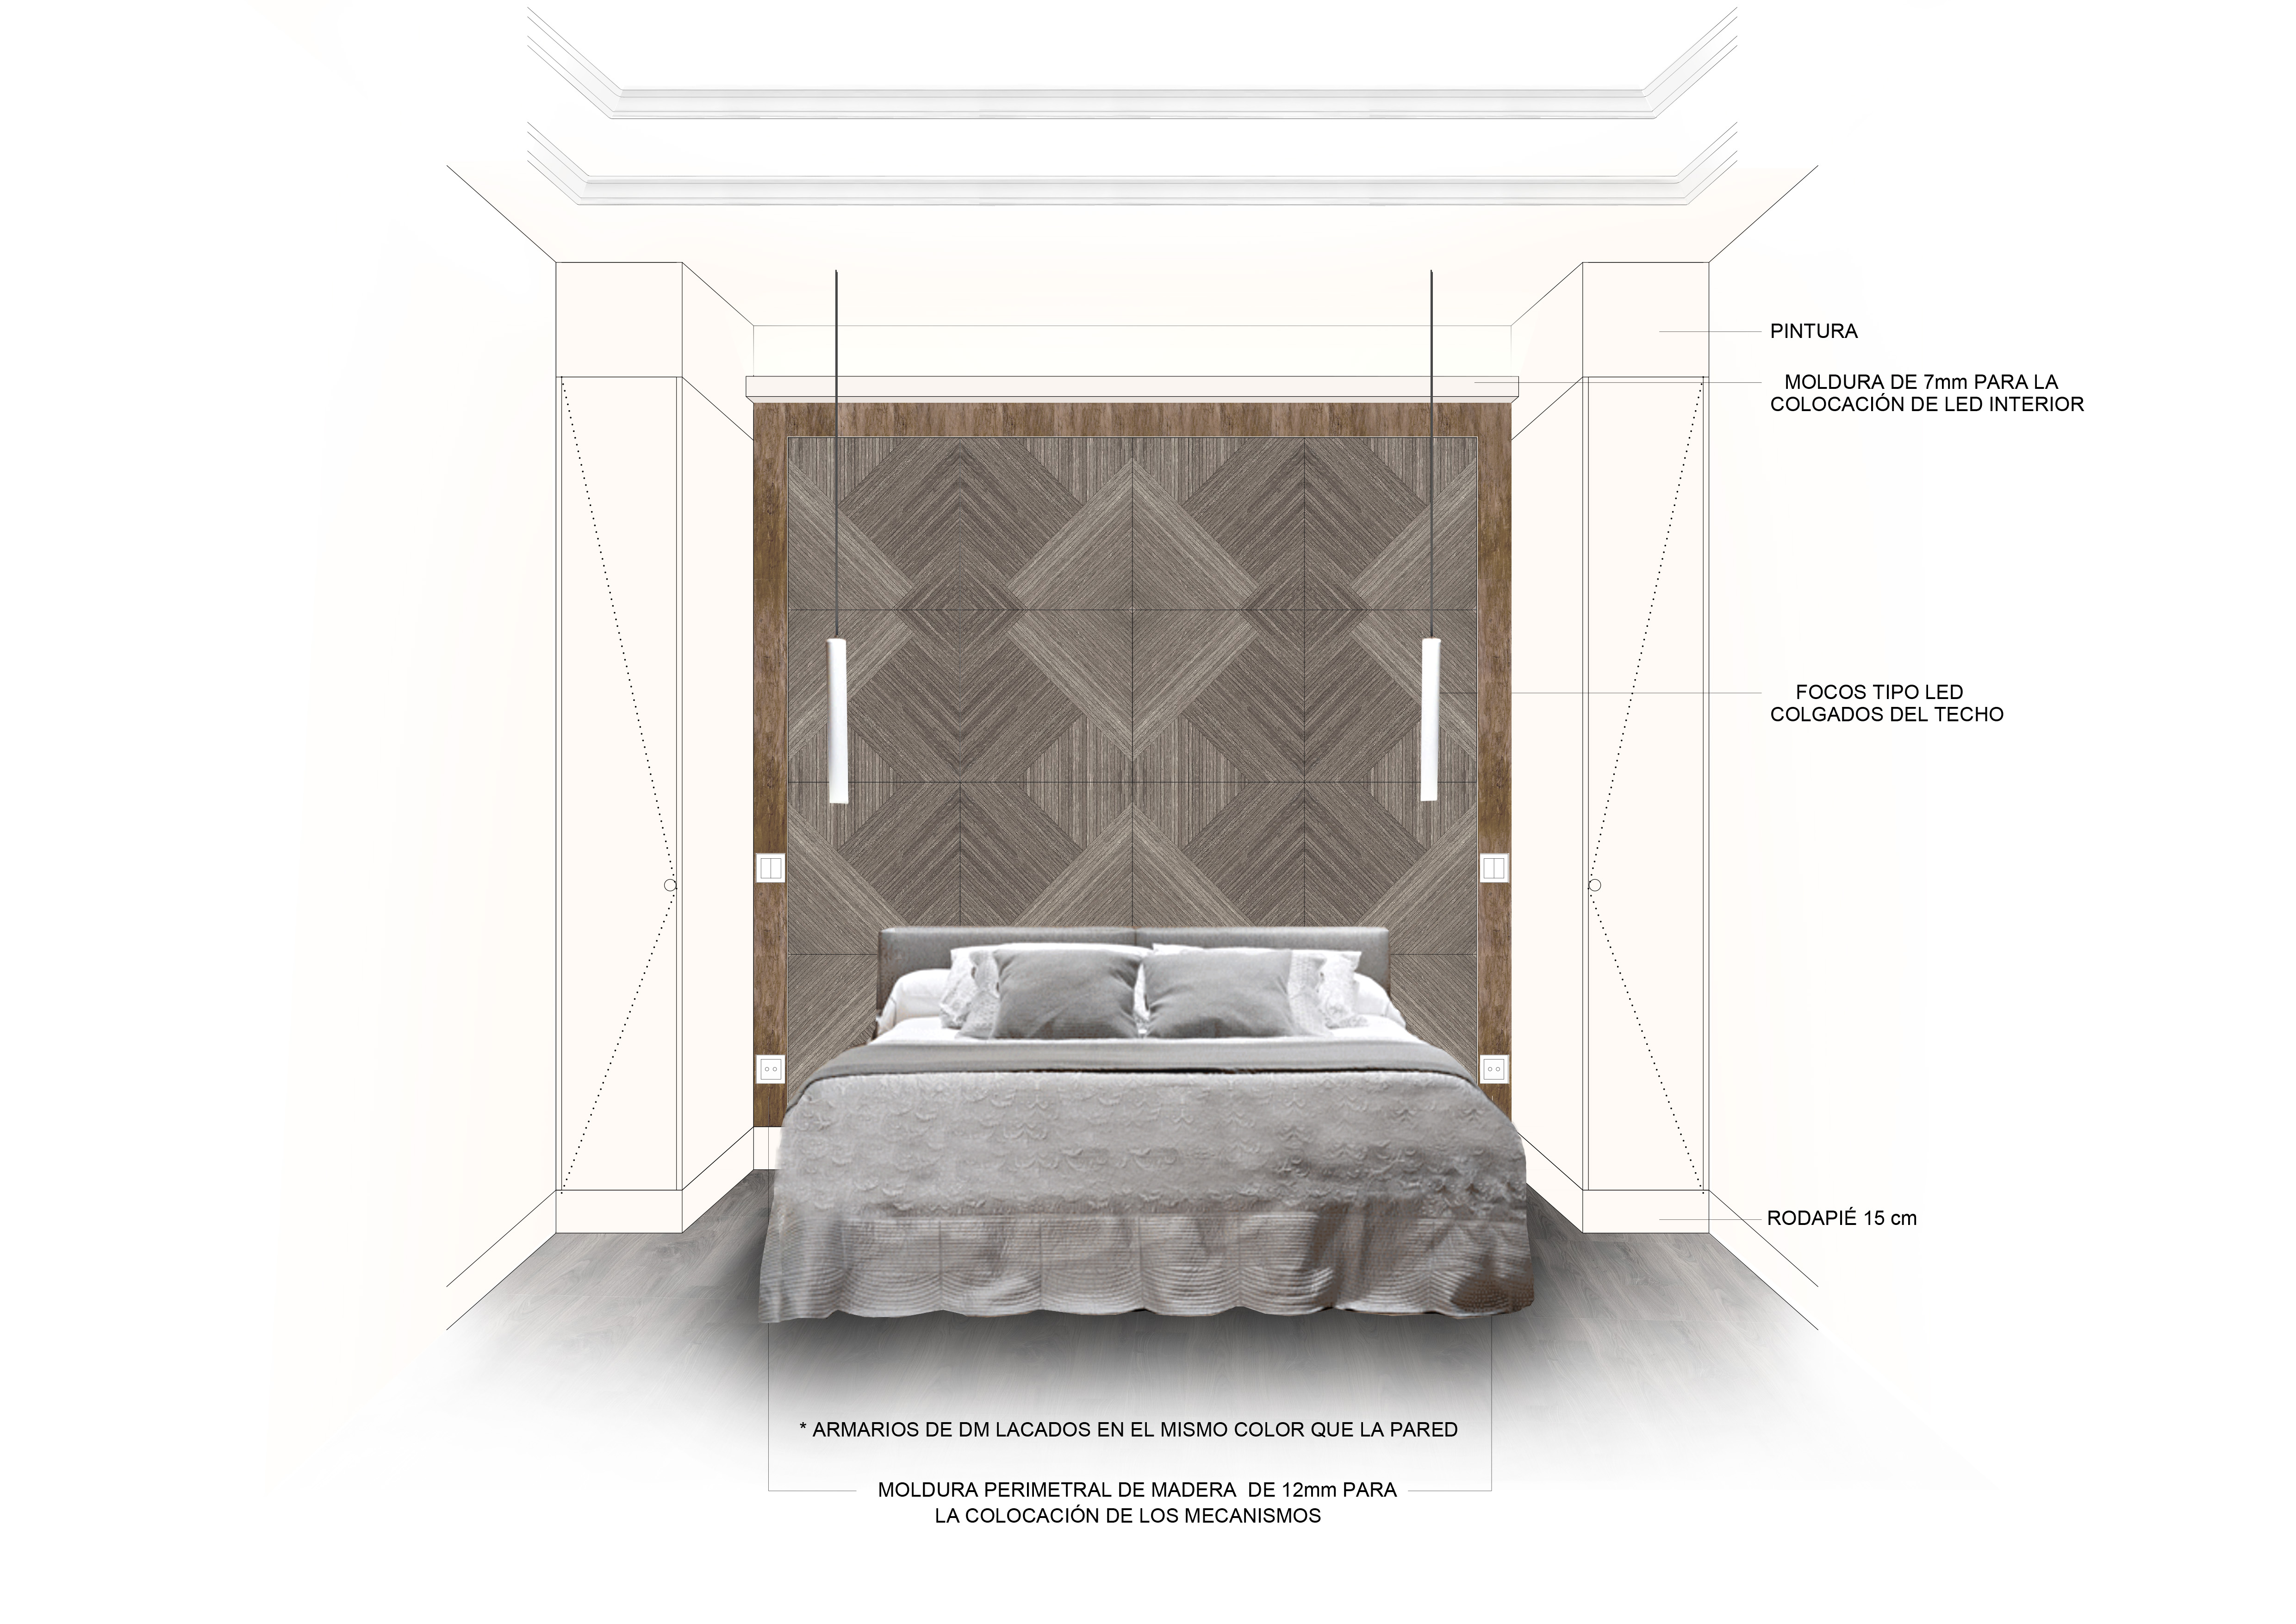 PINTURA
MOLDURA DE 7mm PARA LA
COLOCACIÓN DE LED INTERIOR
FOCOS TIPO LED
COLGADOS DEL TECHO
RODAPIÉ 15 cm
* ARMARIOS DE DM LACADOS EN EL MISMO COLOR QUE LA PARED
MOLDURA PERIMETRAL DE MADERA DE 12mm PARA
LA COLOCACIÓN DE LOS MECANISMOS